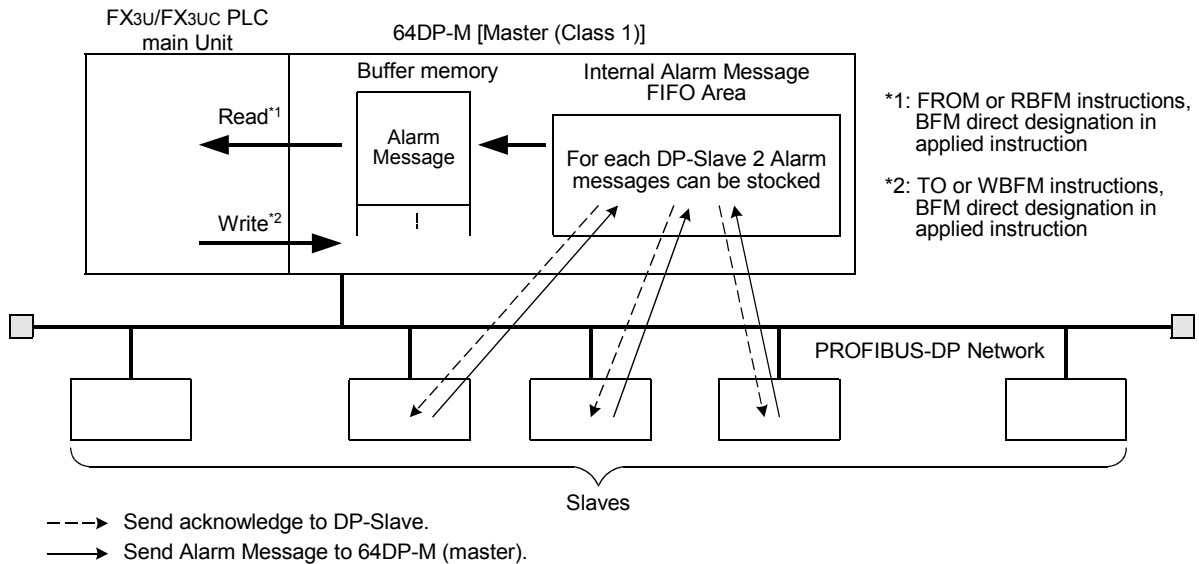 FX3U/FX3UC PLC
main Unit
64DP-M [Master (Class 1)]
Buffer memory
Internal Alarm Message
FIFO Area
Read*1
Alarm
Message
For each DP-Slave 2 Alarm
messages can be stocked
Write*2
*1: FROM or RBFM instructions,
BFM direct designation in
applied instruction
*2: TO or WBFM instructions,
BFM direct designation in
applied instruction
PROFIBUS-DP Network
Slaves
Send acknowledge to DP-Slave.
Send Alarm Message to 64DP-M (master).